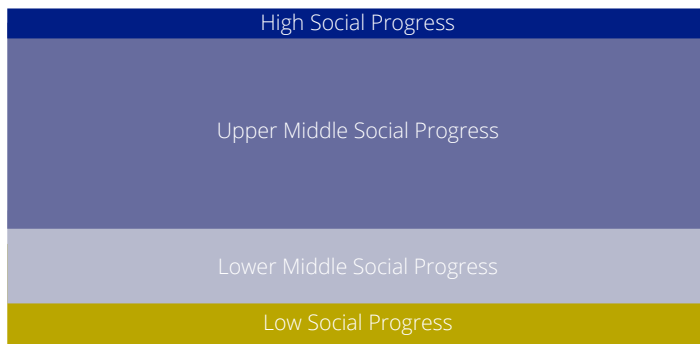 High Social Progress
Upper Middle Social Progress
Lower Middle Social Progress
Low Social Progress